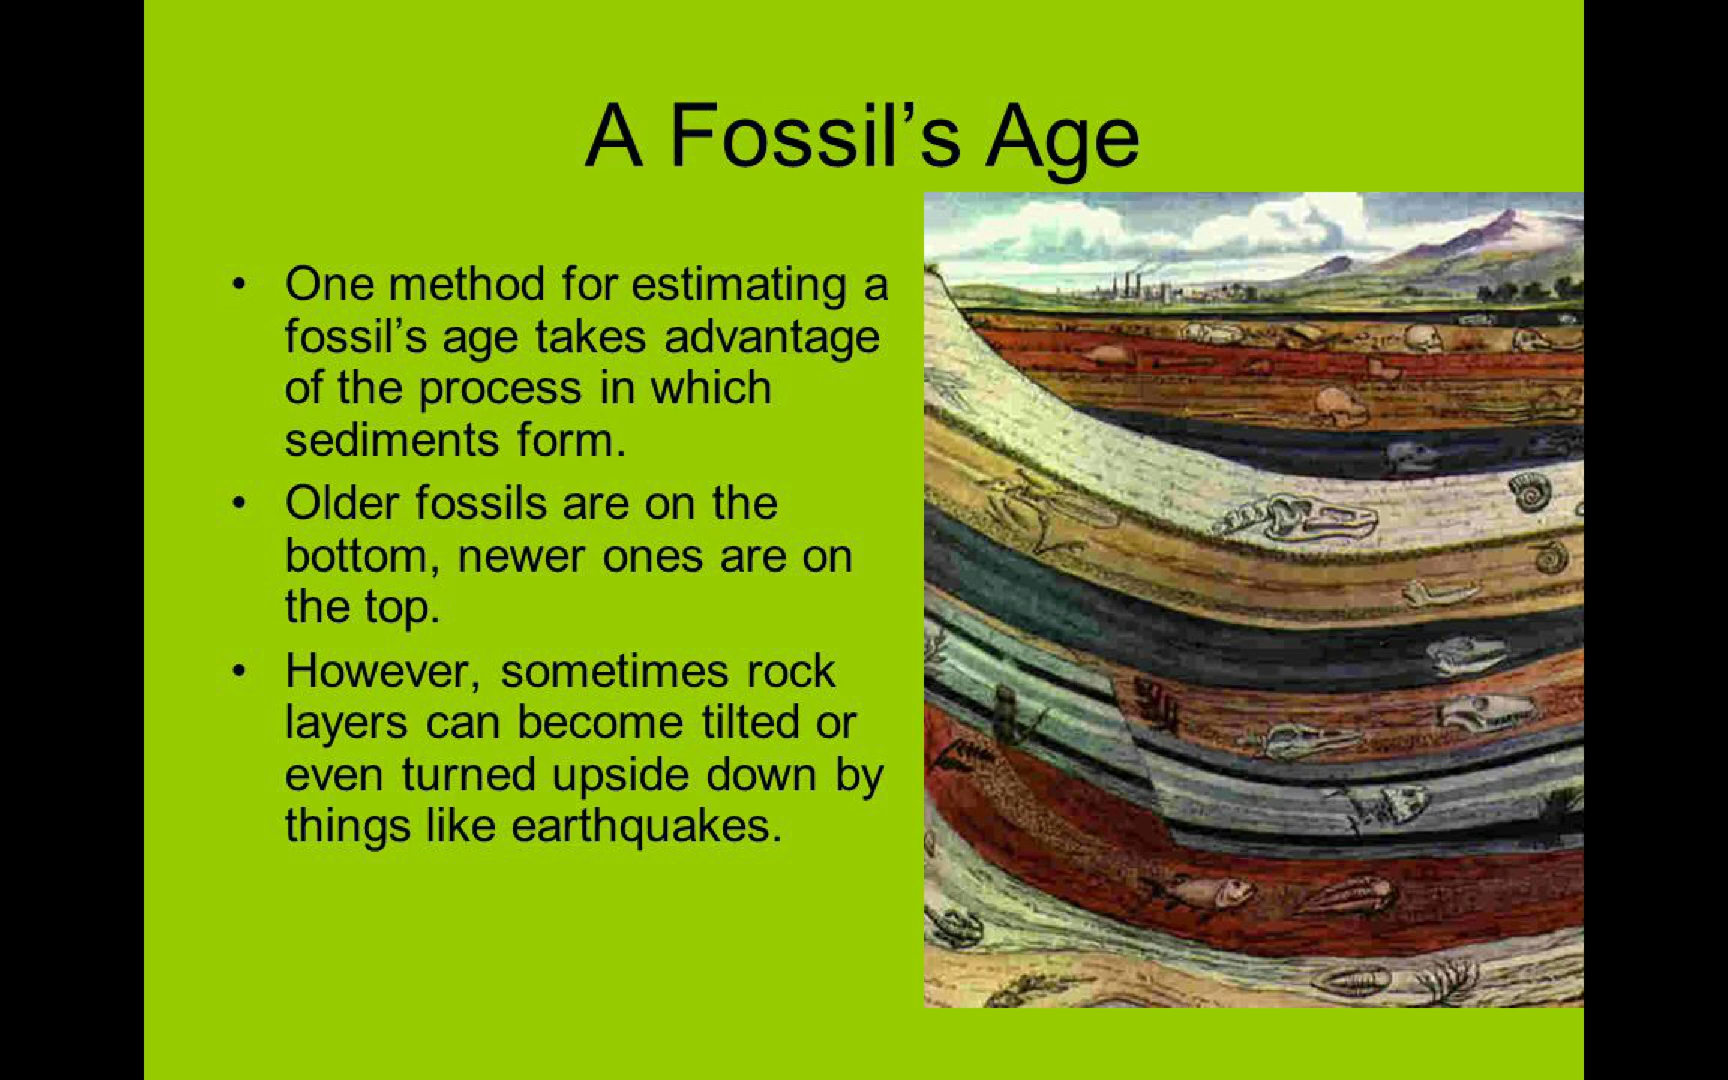 A Fossil’s Age
• One method for estimating a
fossil’s age takes advantage
of the process in which
sediments form.
• Older fossils are on the
bottom, newer ones are on
the top.
• However, sometimes rock
layers can become tilted or
even turned upside down by
things like earthquakes.